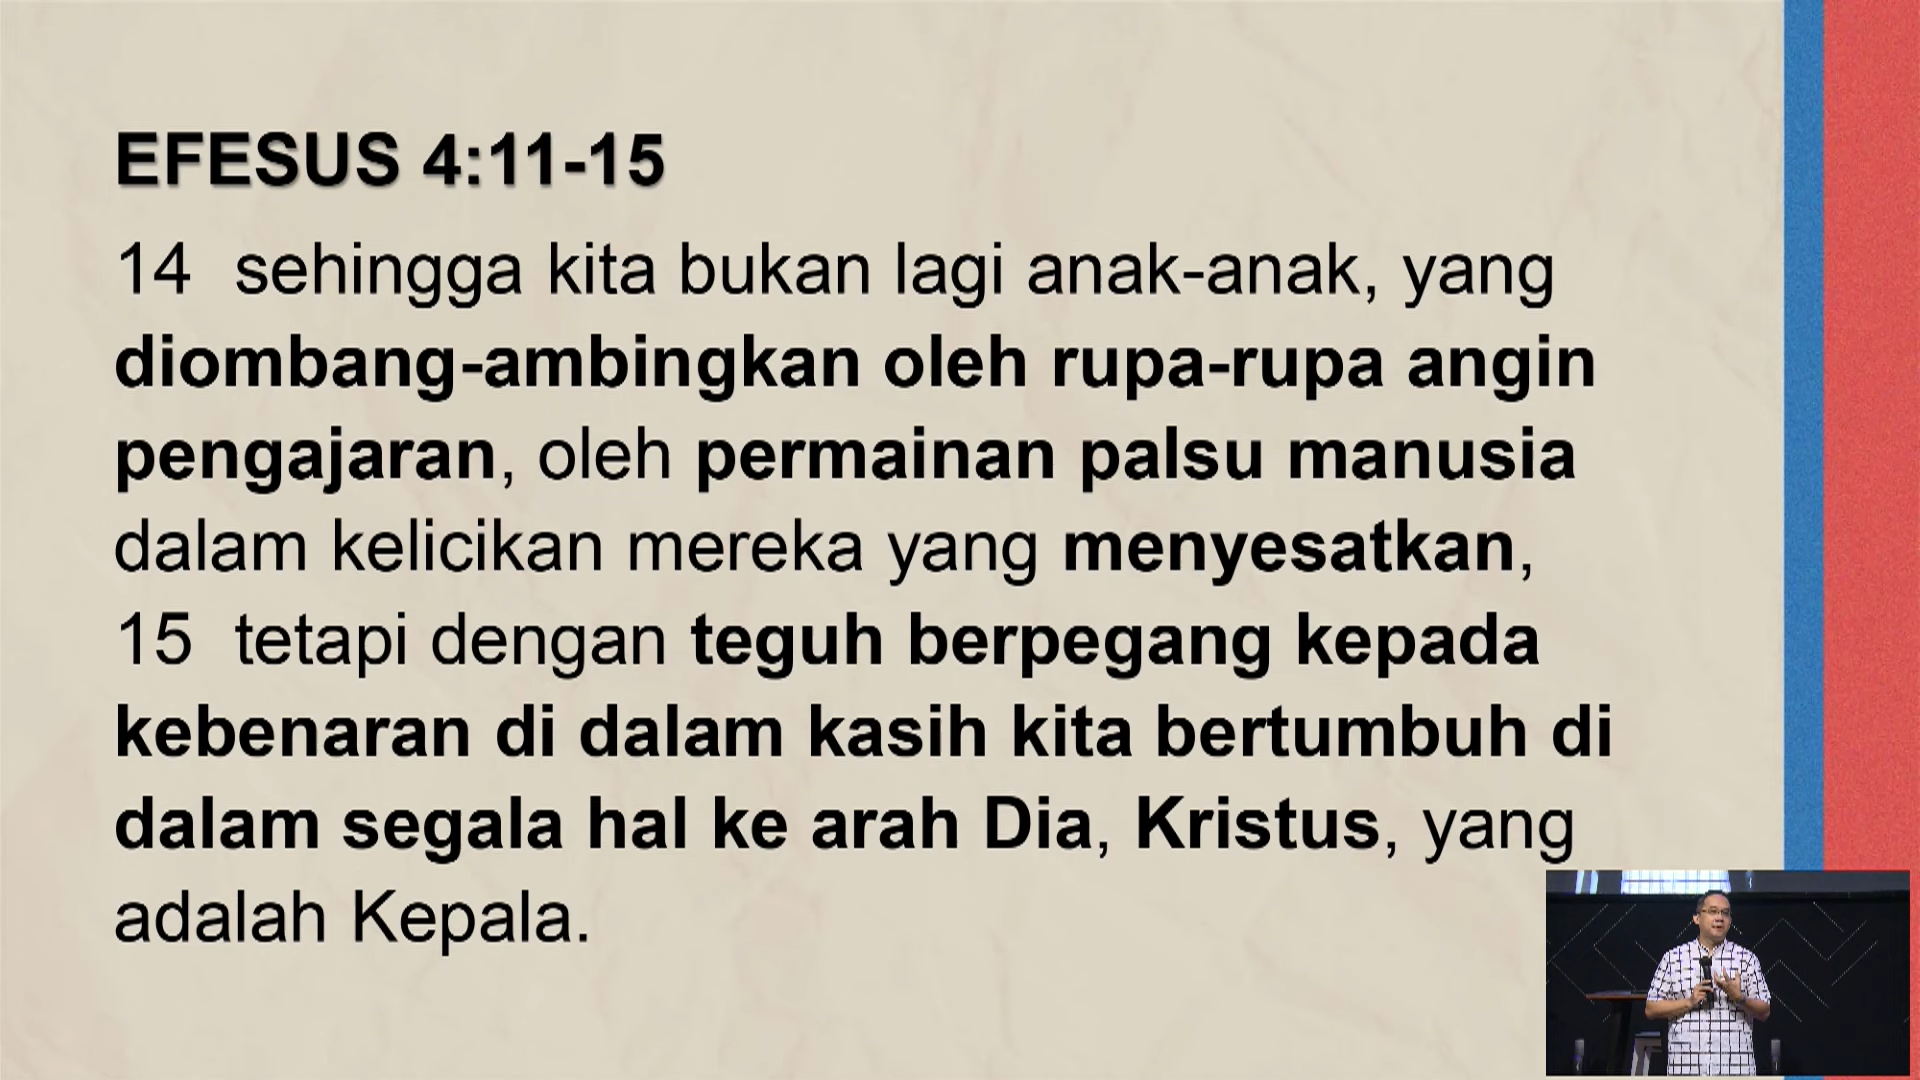 EFESUS 4:11-15
14 sehingga kita bukan lagi anak-anak, yang
diombang-ambingkan oleh rupa-rupa angin
pengajaran, oleh permainan palsu manusia
dalam kelicikan mereka yang menyesatkan,
15 tetapi dengan teguh berpegang kepada
kebenaran di dalam kasih kita bertumbuh di
dalam segala hal ke arah Dia, Kristus, yang
adalah Kepala.